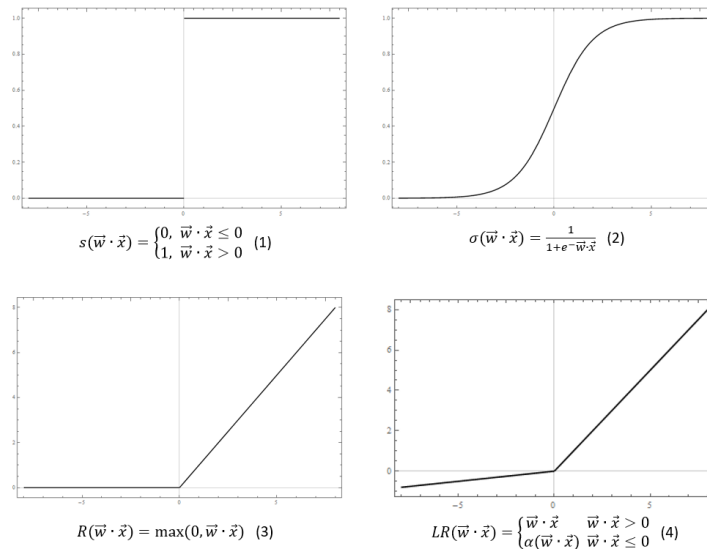 1.0
0.8
0.6
0.4
0.2
0.0
-5 0 5
s(w⃗ · x⃗) = {0, w⃗ · x⃗ ≤ 0
1, w⃗ · x⃗ > 0 (1)
1.0
0.8
0.6
0.4
0.2
0.0
-5 0 5
σ(w⃗ · x⃗) = 1/(1+e^−w⃗·x⃗) (2)
8
6
4
2
0
-5 0 5
R(w⃗ · x⃗) = max(0, w⃗ · x⃗) (3)
8
6
4
2
0
-5 0 5
LR(w⃗ · x⃗) = {w⃗ · x⃗ w⃗ · x⃗ > 0
α(w⃗ · x⃗) w⃗ · x⃗ ≤ 0 (4)